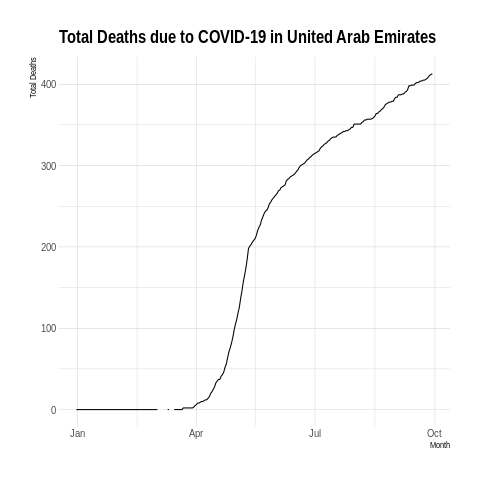 Total Deaths due to COVID-19 in United Arab Emirates
Total Deaths
400
300
200
100
0
Jan Apr Jul Oct
Month